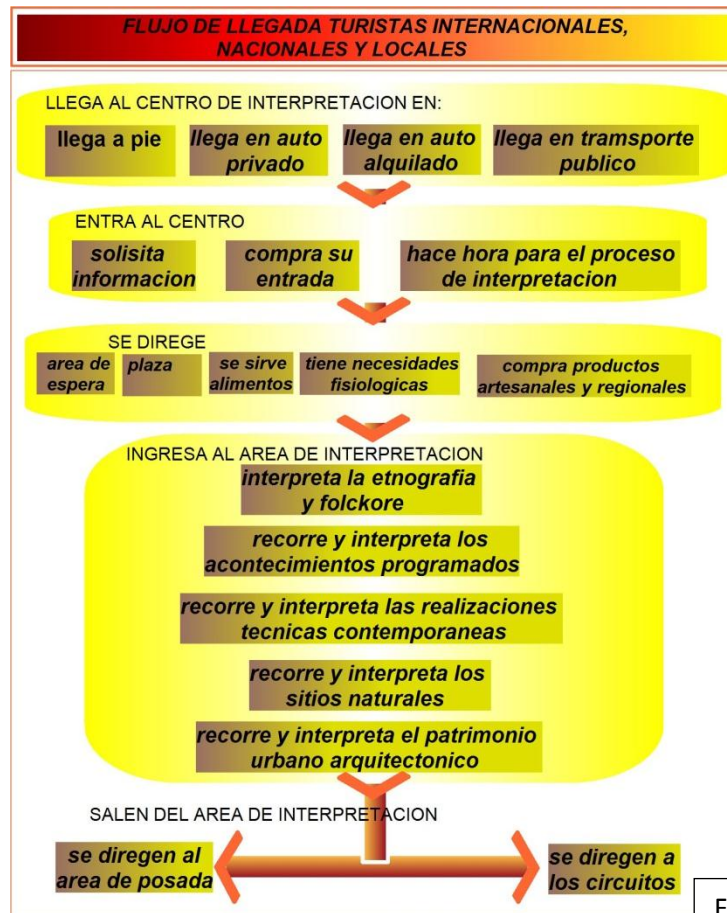 FLUJO DE LLEGADA TURISTAS INTERNACIONALES,
NACIONALES Y LOCALES
LLEGA AL CENTRO DE INTERPRETACION EN:
llega a pie
llega en auto
privado
llega en auto
alquilado
llega en tramsporte
publico
ENTRA AL CENTRO
solisita
informacion
compra su
entrada
hace hora para el proceso
de interpretacion
SE DIREGE
area de
espera
plaza
se sirve
alimentos
tiene necesidades
fisiologicas
compra productos
artesanales y regionales
INGRESA AL AREA DE INTERPRETACION
interpreta la etnografia
y folckore
recorre y interpreta los
acontecimientos programados
recorre y interpreta las realizaciones
tecnicas contemporaneas
recorre y interpreta los
sitios naturales
recorre y interpreta el patrimonio
urbano arquitectonico
SALEN DEL AREA DE INTERPRETACION
se diregen al
area de posada
se diregen a
los circuitos